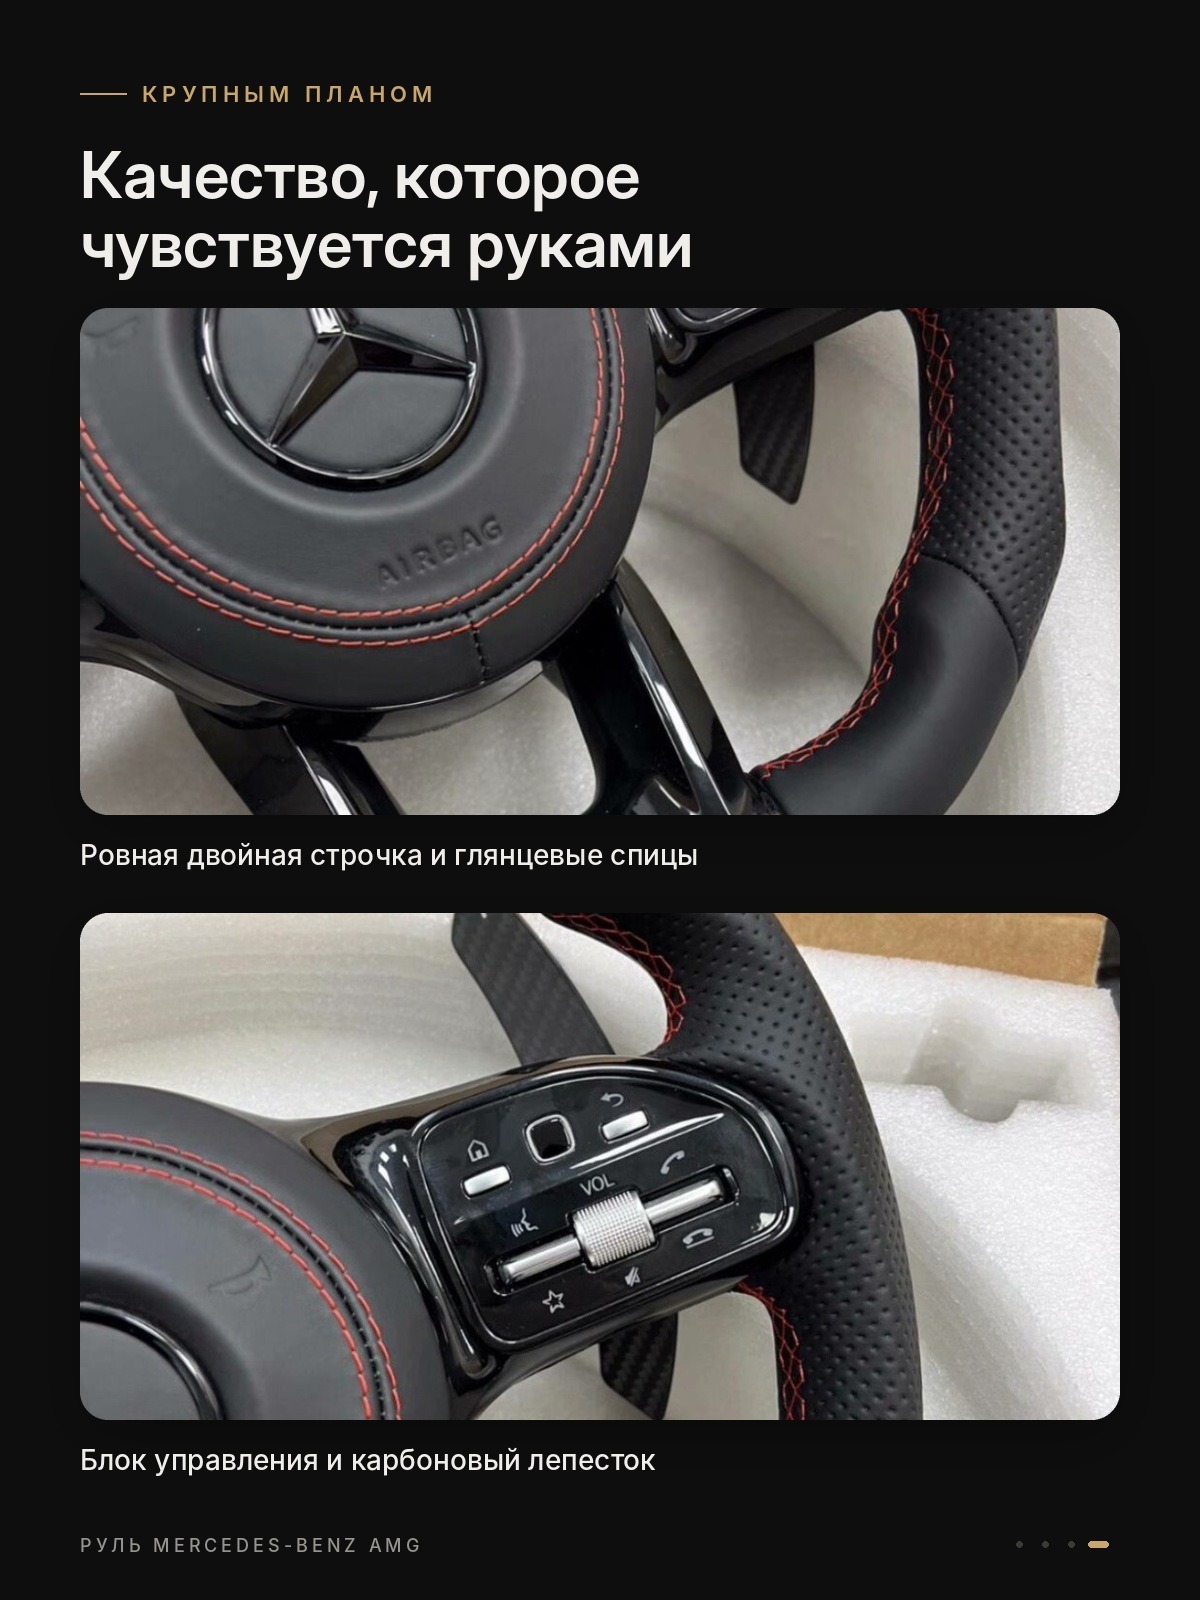 КРУПНЫМ ПЛАНОМ
Качество, которое
чувствуется руками
AIRBAG
Ровная двойная строчка и глянцевые спицы
VOL
Блок управления и карбоновый лепесток
РУЛЬ MERCEDES-BENZ AMG